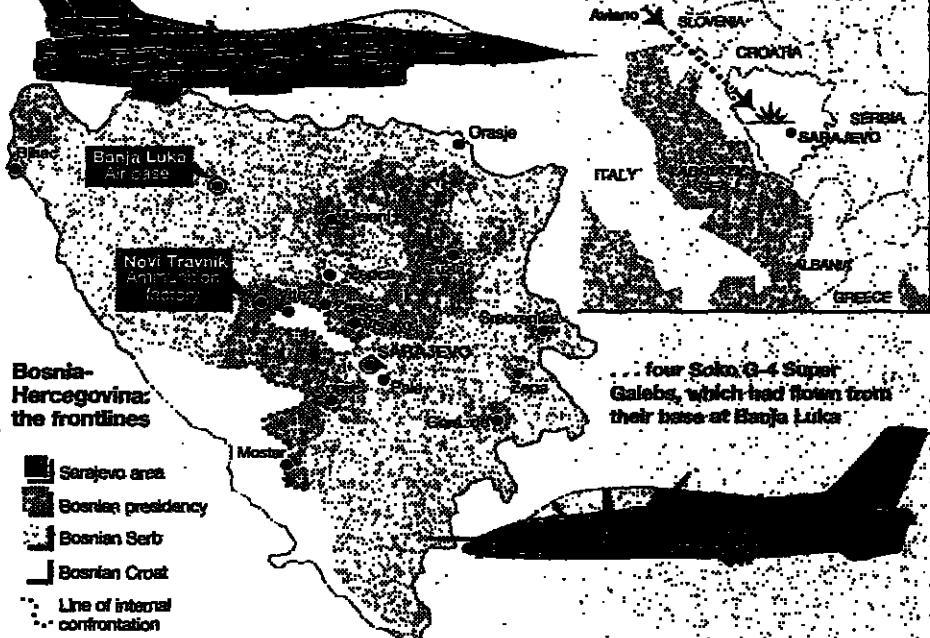 Aviano
SLOVENIA
CROATIA
SERBIA
SARAJEVO
ITALY
ADRIATIC
ALBANIA
GREECE
Orasje
Bihac
Banja Luka
Air base
Novi Travnik
Ammunition
factory
Srebrenica
SARAJEVO
Pale
Zepa
Mostar
Bosnia-
Hercegovina:
the frontlines
Sarajevo area
Bosnian presidency
Bosnian Serb
Bosnian Croat
Line of internal
confrontation
. . . four Soko G-4 Super
Galebs, which had flown from
their base at Banja Luka